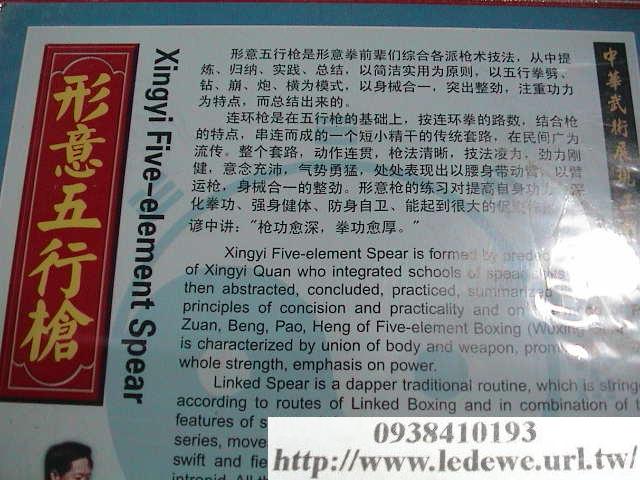 形意五行槍
Xingyi Five-element Spear
中華武術展
形意五行枪是形意拳前辈们综合各派枪术技法，从中提
炼、归纳、实践、总结，以简洁实用为原则，以五行拳劈、
钻、崩、炮、横为模式，以身械合一，突出整劲，注重功力
为特点，而总结出来的。
连环枪是在五行枪的基础上，按连环拳的路数，结合枪
的特点，串连而成的一个短小精干的传统套路，在民间广为
流传。整个套路，动作连贯，枪法清晰，技法凌为，劲力刚
健，意念充沛，气势勇猛，处处表现出以腰身带动臂、以臂
运枪，身械合一的整劲。形意枪的练习对提高自身功力、深
化拳功、强身健体、防身自卫、能起到很大的促
谚中讲："枪功愈深，拳功愈厚。"
Xingyi Five-element Spear is formed by
of Xingyi Quan who integrated schools of spear
then abstracted, concluded, practiced, summarized
principles of concision and practicality and on
Zuan, Beng, Pao, Heng of Five-element Boxing (Wuxing
is characterized by union of body and weapon,
whole strength, emphasis on power.
Linked Spear is a dapper traditional routine, which is
according to routes of Linked Boxing and in combination of
features of
series,
swift and
intrepid.
0938410193
http://www.ledewe.url.tw/